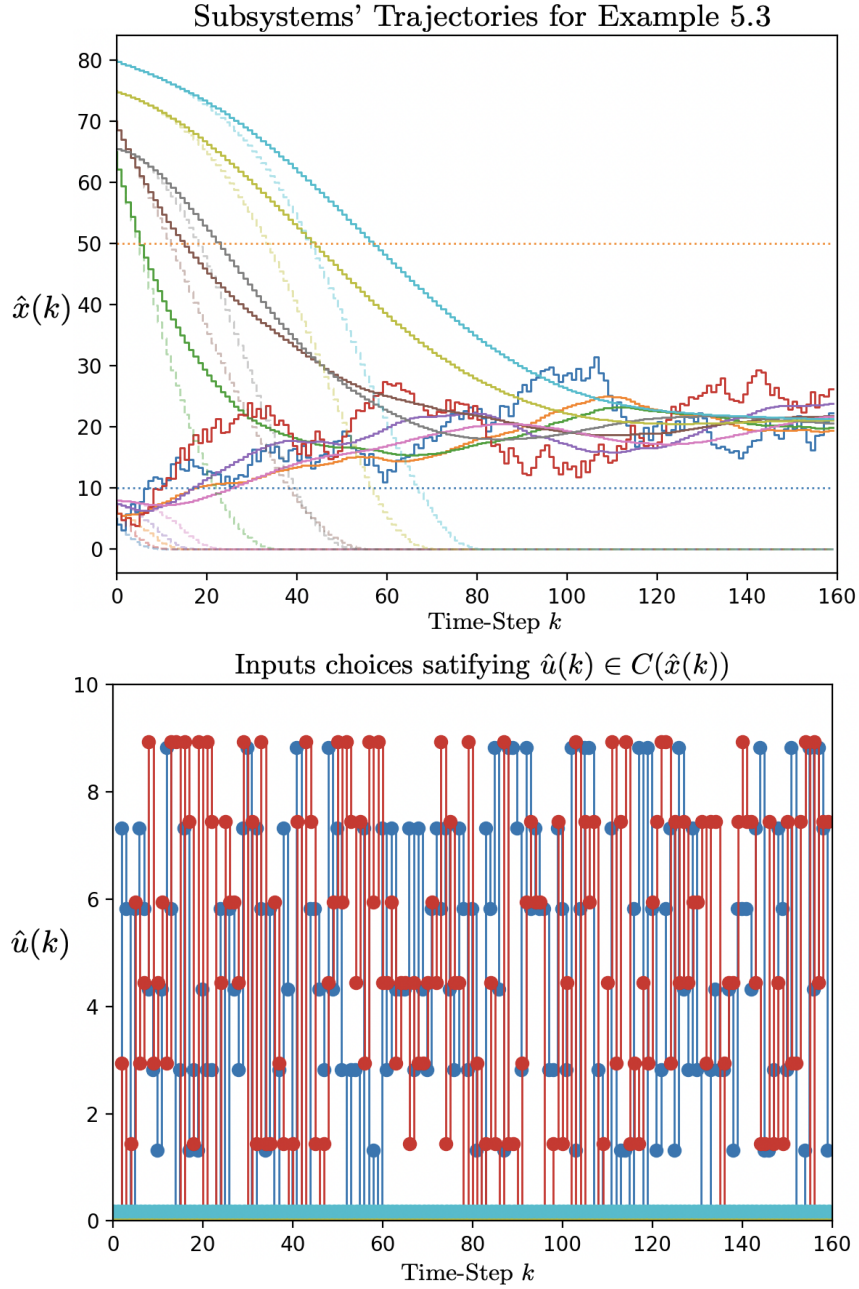 Subsystems' Trajectories for Example 5.3
80
70
60
50
40
30
20
10
0
x̂(k)
0 20 40 60 80 100 120 140 160
Time-Step k
Inputs choices satifying û(k) ∈ C(x̂(k))
10
8
6
4
2
0
û(k)
0 20 40 60 80 100 120 140 160
Time-Step k